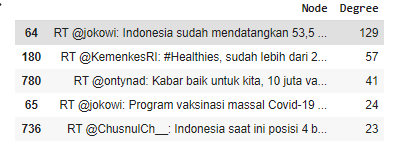 Node Degree
64 RT @jokowi: Indonesia sudah mendatangkan 53,5 ... 129
180 RT @KemenkesRI: #Healthies, sudah lebih dari 2... 57
780 RT @ontynad: Kabar baik untuk kita, 10 juta va... 41
65 RT @jokowi: Program vaksinasi massal Covid-19 ... 24
736 RT @ChusnulCh__: Indonesia saat ini posisi 4 b... 23